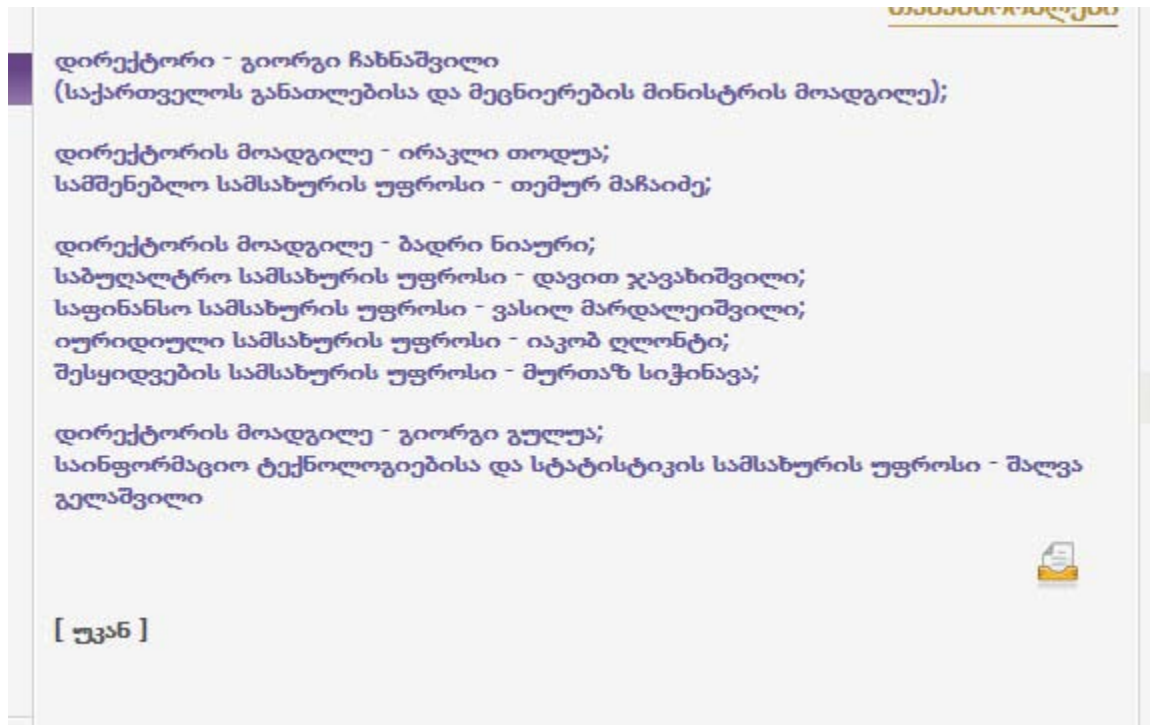 დირექტორი - გიორგი ჩახნაშვილი
(საქართველოს განათლებისა და მეცნიერების მინისტრის მოადგილე);
დირექტორის მოადგილე - ირაკლი თოდუა;
სამშენებლო სამსახურის უფროსი - თემურ მაჩაიძე;
დირექტორის მოადგილე - ბადრი ნიაური;
საბუღალტრო სამსახურის უფროსი - დავით ჯავახიშვილი;
საფინანსო სამსახურის უფროსი - ვასილ მარდალეიშვილი;
იურიდიული სამსახურის უფროსი - იაკობ ღლონტი;
შესყიდვების სამსახურის უფროსი - მურთაზ სიჭინავა;
დირექტორის მოადგილე - გიორგი გულუა;
საინფორმაციო ტექნოლოგიებისა და სტატისტიკის სამსახურის უფროსი - შალვა
გელაშვილი
[ უკან ]